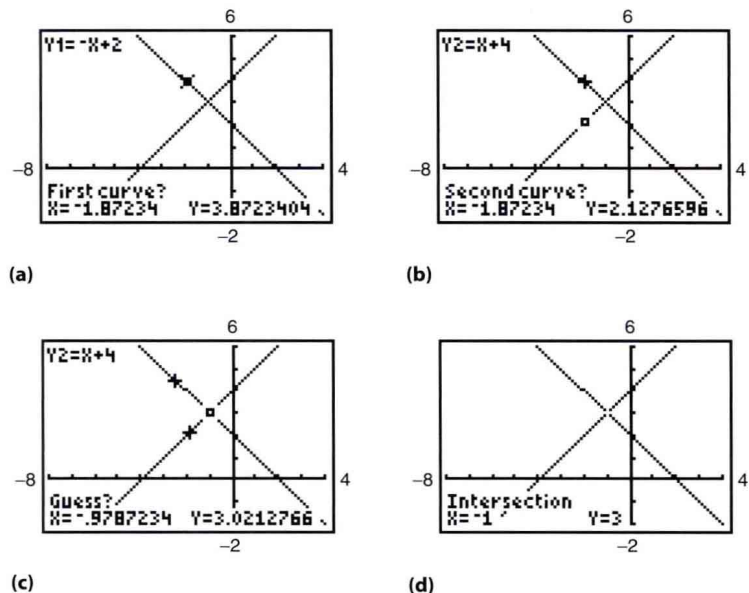 6
Y1=-X+2
-8
4
First curve?
X=-1.87234 Y=3.8723404
-2
(a)
6
Y2=X+4
-8
4
Second curve?
X=-1.87234 Y=2.1276596
-2
(b)
6
Y2=X+4
-8
4
Guess?
X=-.9787234 Y=3.0212766
-2
(c)
6
-8
4
Intersection
X=-1 Y=3
-2
(d)